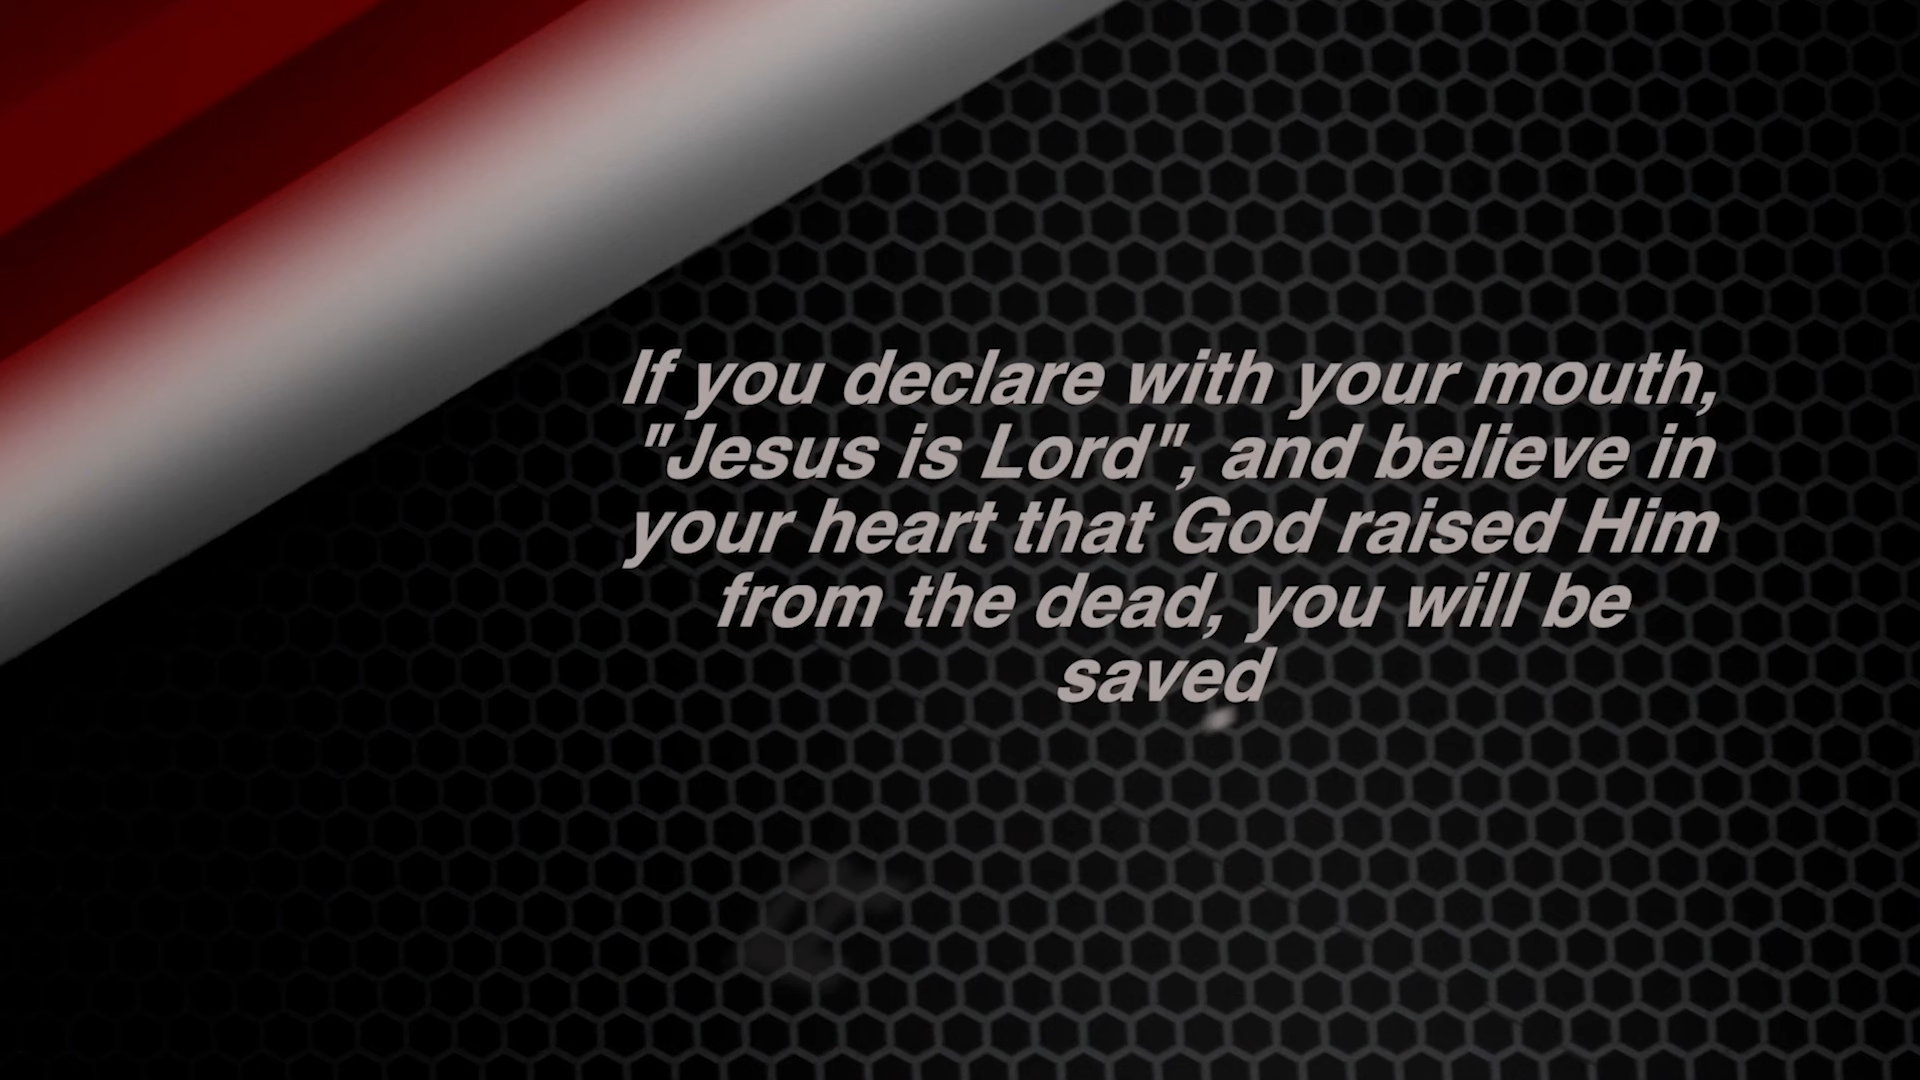 If you declare with your mouth,
"Jesus is Lord", and believe in
your heart that God raised Him
from the dead, you will be
saved